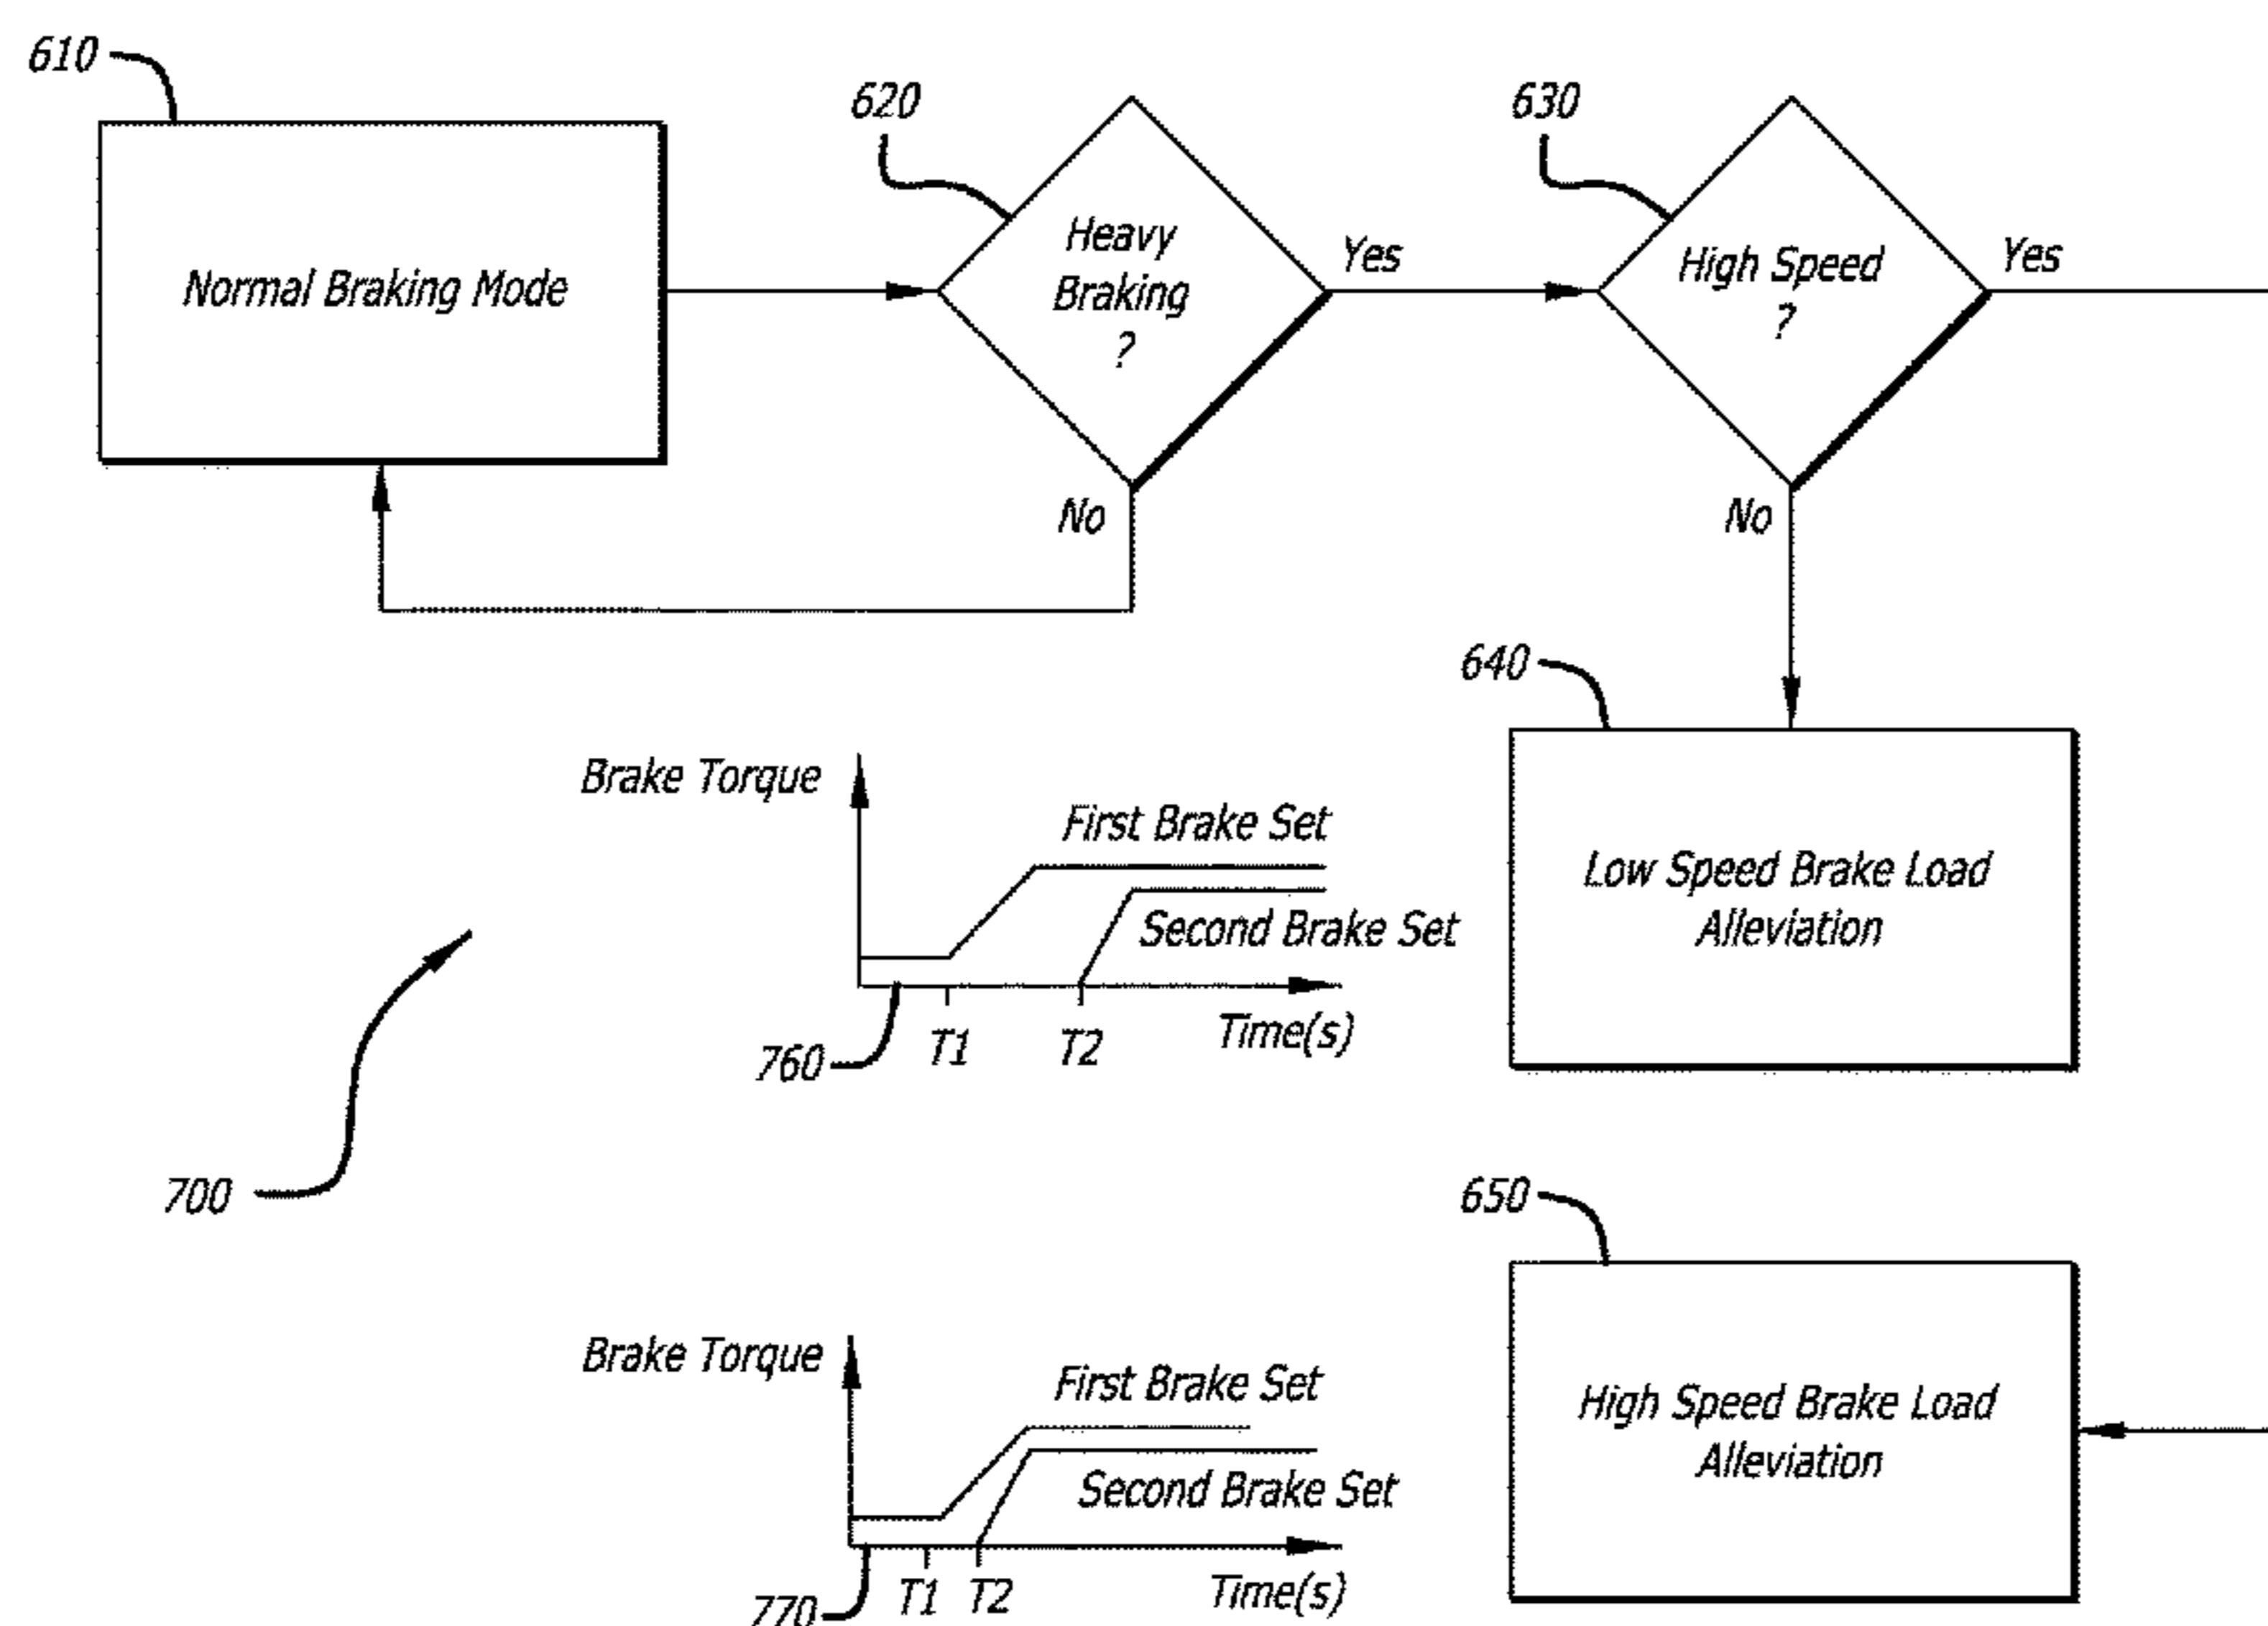 610
620
630
Normal Braking Mode
Heavy
Braking
?
Yes
High Speed
?
Yes
No
No
640
Brake Torque
First Brake Set
Second Brake Set
Low Speed Brake Load
Alleviation
760
T1
T2
Time(s)
700
650
Brake Torque
First Brake Set
Second Brake Set
High Speed Brake Load
Alleviation
770
T1
T2
Time(s)